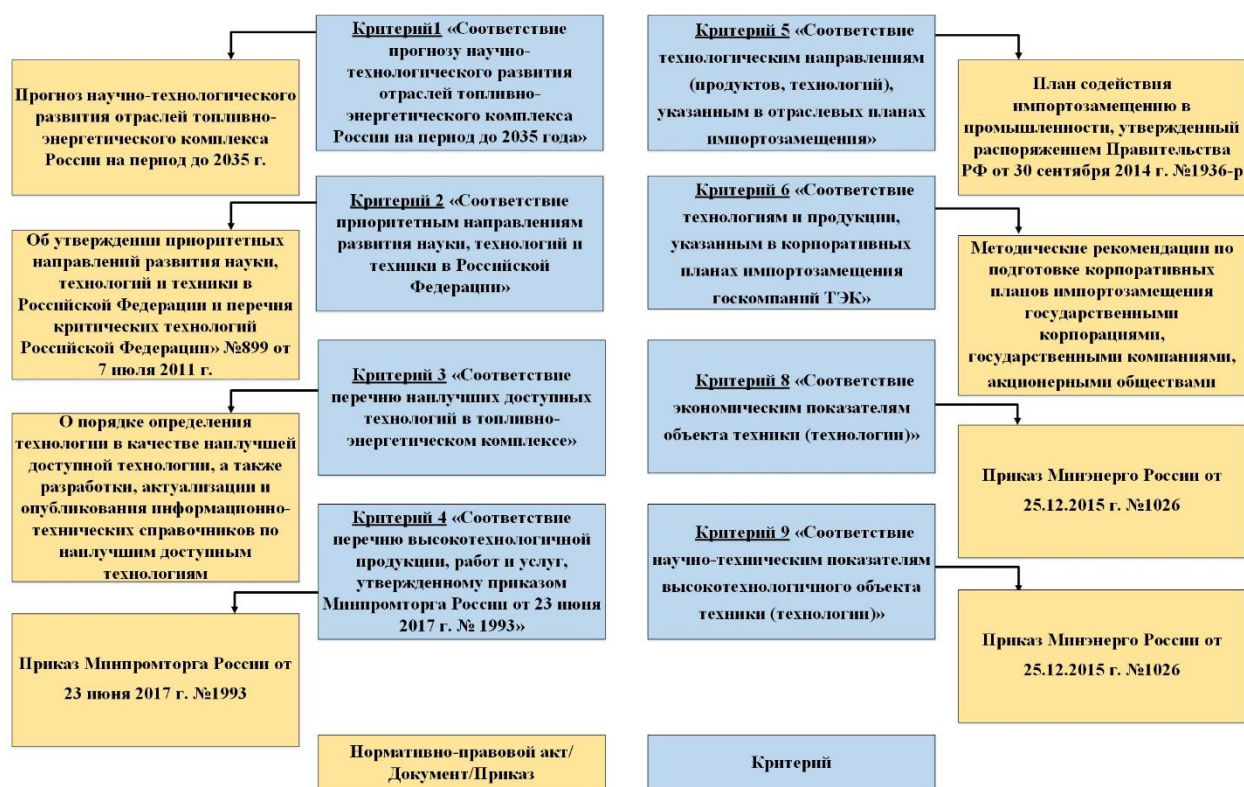 Критерий1 «Соответствие
прогнозу научно-
технологического развития
отраслей топливно-
энергетического комплекса
России на период до 2035 года»
Прогноз научно-технологического
развития отраслей топливно-
энергетического комплекса
России на период до 2035 г.
Критерий 2 «Соответствие
приоритетным направлениям
развития науки, технологий и
техники в Российской
Федерации»
Об утверждении приоритетных
направлений развития науки,
технологий и техники в
Российской Федерации и перечня
критических технологий
Российской Федерации» №899 от
7 июля 2011 г.
Критерий 3 «Соответствие
перечню наилучших доступных
технологий в топливно-
энергетическом комплексе»
О порядке определения
технологии в качестве наилучшей
доступной технологии, а также
разработки, актуализации и
опубликования информационно-
технических справочников по
наилучшим доступным
технологиям
Критерий 4 «Соответствие
перечню высокотехнологичной
продукции, работ и услуг,
утвержденному приказом
Минпромторга России от 23 июня
2017 г. № 1993»
Приказ Минпромторга России от
23 июня 2017 г. №1993
Критерий 5 «Соответствие
технологическим направлениям
(продуктов, технологий),
указанным в отраслевых планах
импортозамещения»
План содействия
импортозамещению в
промышленности, утвержденный
распоряжением Правительства
РФ от 30 сентября 2014 г. №1936-р
Критерий 6 «Соответствие
технологиям и продукции,
указанным в корпоративных
планах импортозамещения
госкомпаний ТЭК»
Методические рекомендации по
подготовке корпоративных
планов импортозамещения
государственными
корпорациями,
государственными компаниями,
акционерными обществами
Критерий 8 «Соответствие
экономическим показателям
объекта техники (технологии)»
Приказ Минэнерго России от
25.12.2015 г. №1026
Критерий 9 «Соответствие
научно-техническим показателям
высокотехнологичного объекта
техники (технологии)»
Приказ Минэнерго России от
25.12.2015 г. №1026
Нормативно-правовой акт/
Документ/Приказ
Критерий